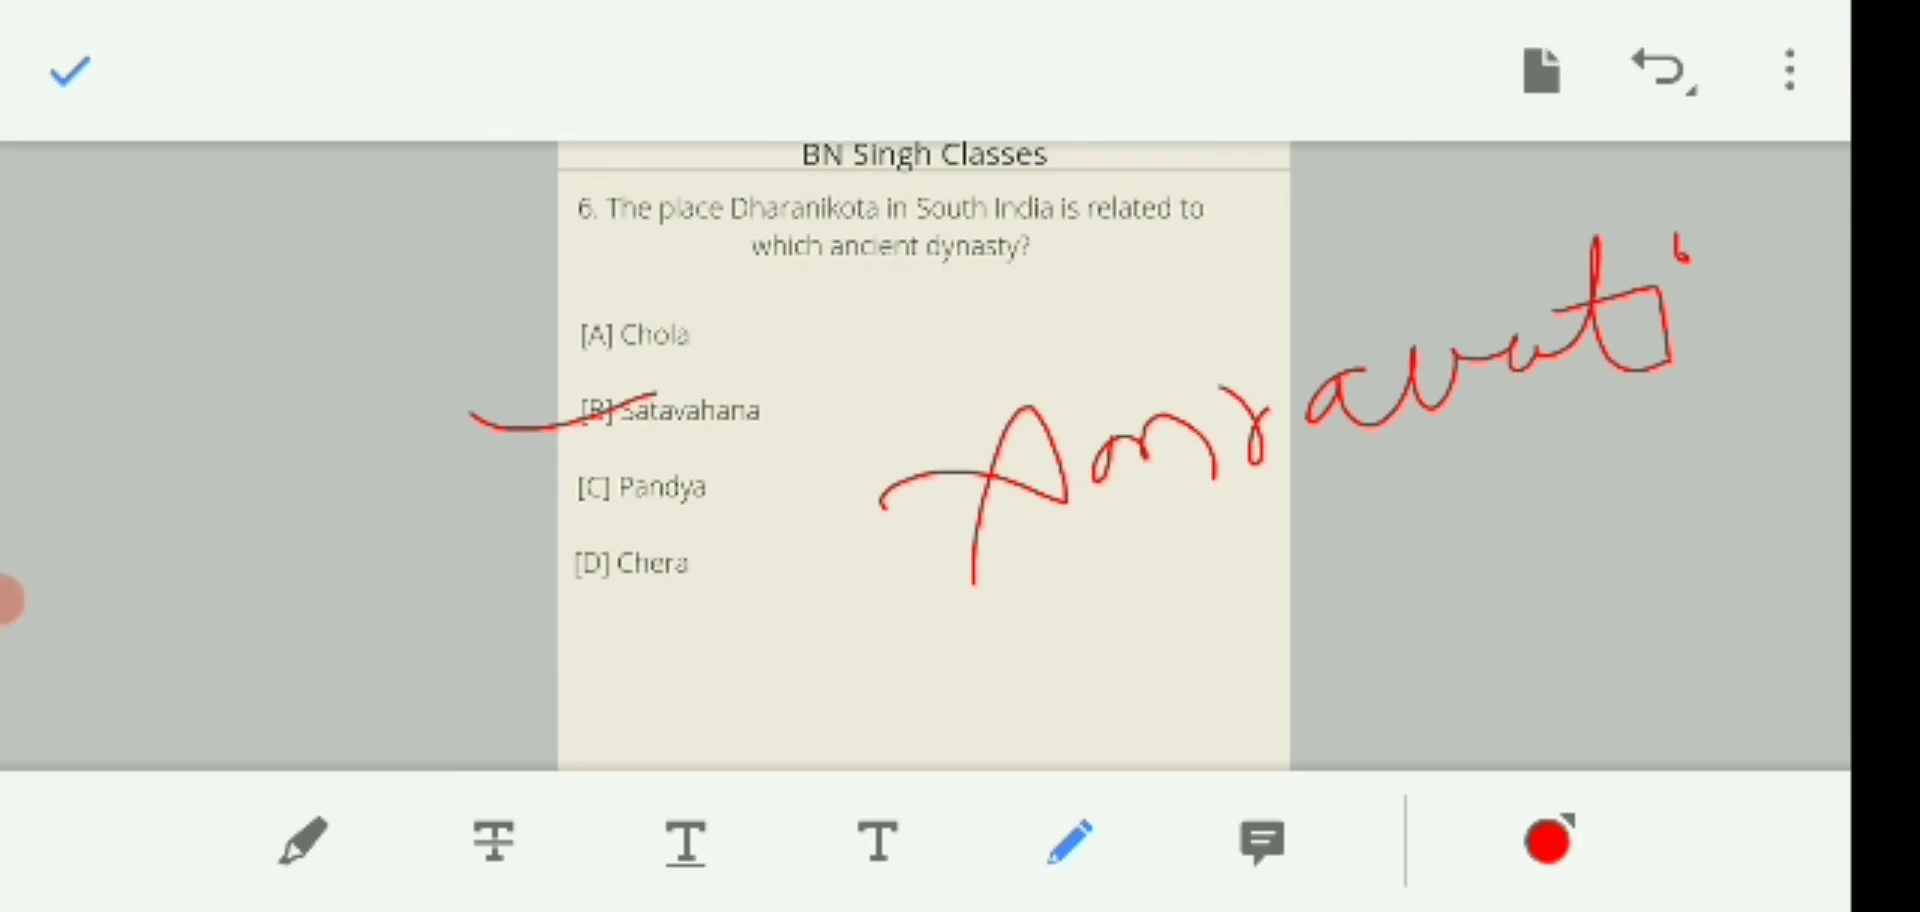 BN Singh Classes
6. The place Dharanikota in South India is related to
which ancient dynasty?
[A] Chola
[B] Satavahana
[C] Pandya
[D] Chera
Amravati